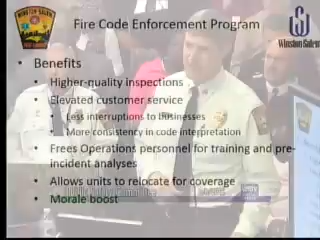 WINSTON-SALEM
Fire Code Enforcement Program
Winston-Salem
• Benefits
• Higher-quality inspections
• Elevated customer service
• Less interruptions to businesses
• More consistency in code interpretation
• Frees Operations personnel for training and pre-
incident analyses
• Allows units to relocate for coverage
• Morale boost